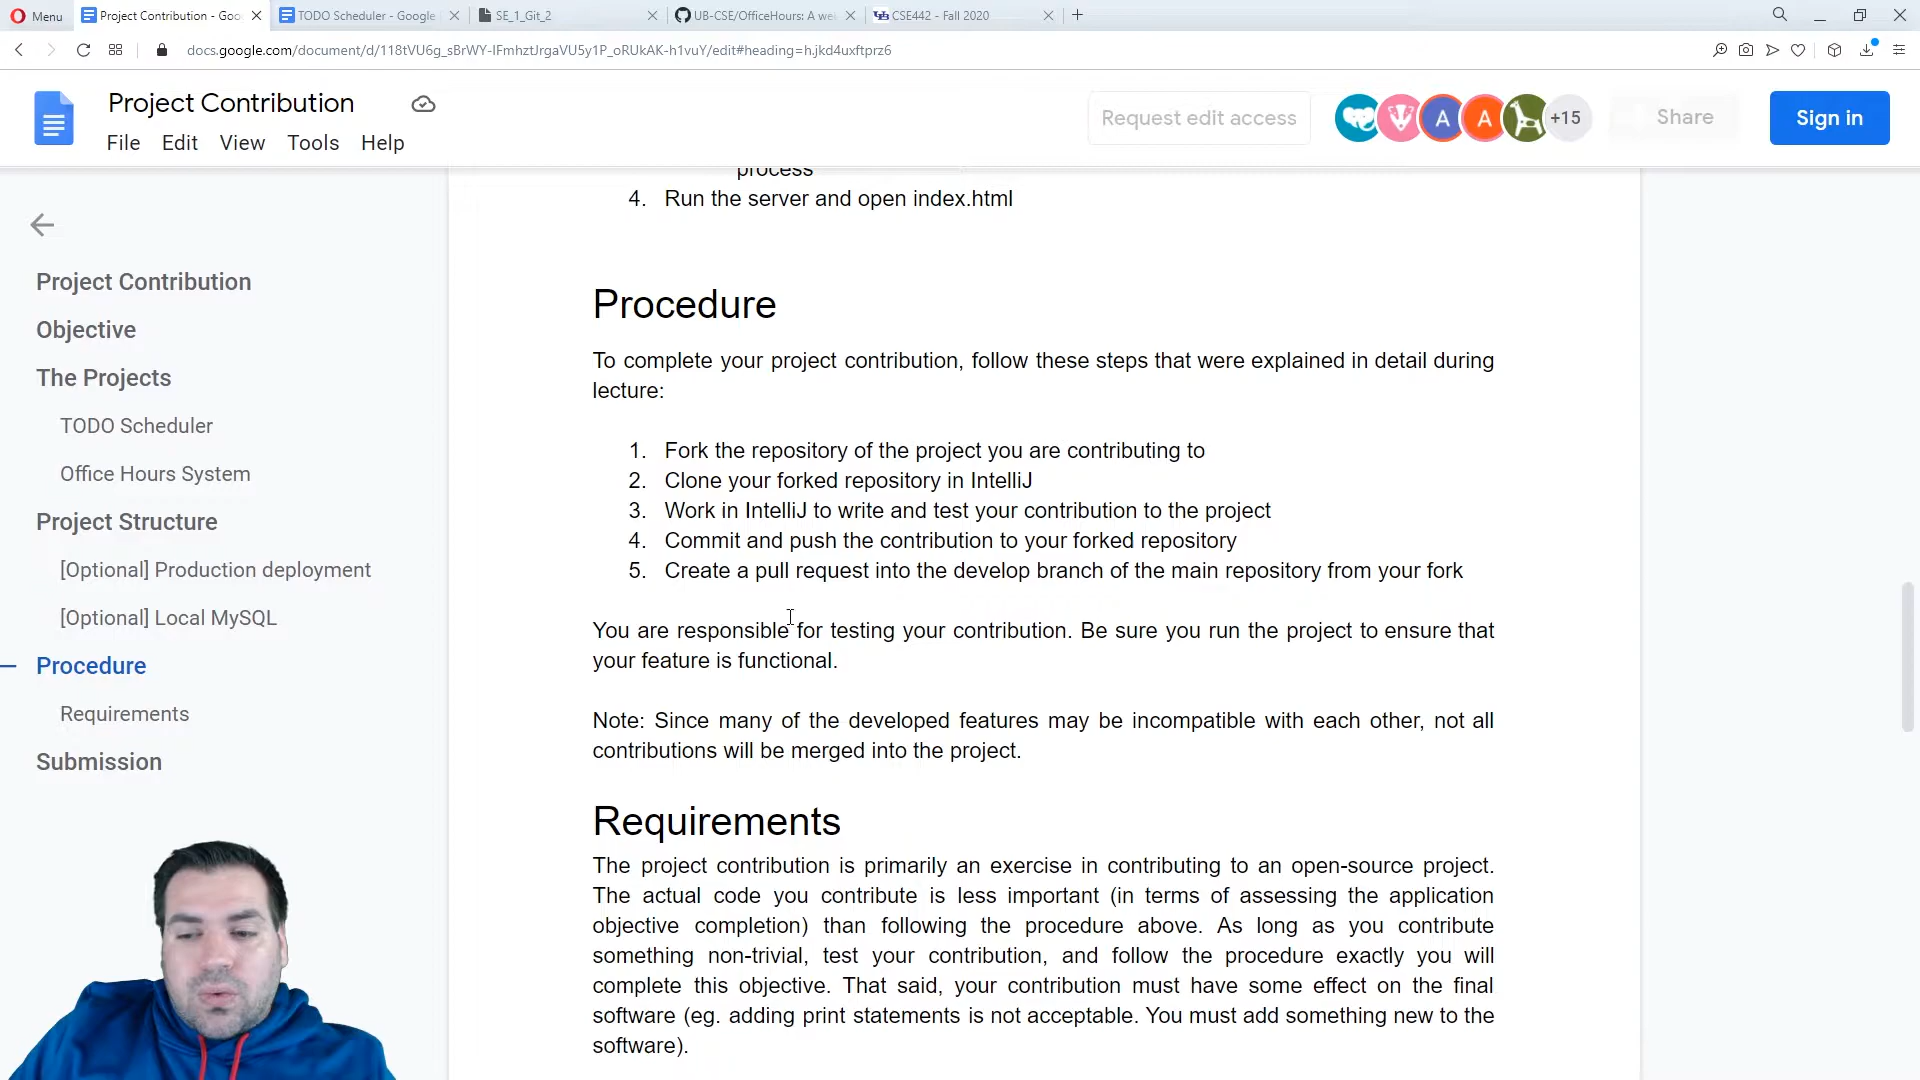 Menu
Project Contribution - Goo
TODO Scheduler - Google
SE_1_Git_2
UB-CSE/OfficeHours: A we
CSE442 - Fall 2020
docs.google.com/document/d/118tVU6g_sBrWY-IFmhztJrgaVU5y1P_oRUkAK-h1vuY/edit#heading=h.jkd4uxftprz6
Project Contribution
File Edit View Tools Help
Request edit access
A
A
+15
Share
Sign in
Project Contribution
Objective
The Projects
TODO Scheduler
Office Hours System
Project Structure
[Optional] Production deployment
[Optional] Local MySQL
Procedure
Requirements
Submission
process
4. Run the server and open index.html
Procedure
To complete your project contribution, follow these steps that were explained in detail during
lecture:
1. Fork the repository of the project you are contributing to
2. Clone your forked repository in IntelliJ
3. Work in IntelliJ to write and test your contribution to the project
4. Commit and push the contribution to your forked repository
5. Create a pull request into the develop branch of the main repository from your fork
You are responsible for testing your contribution. Be sure you run the project to ensure that
your feature is functional.
Note: Since many of the developed features may be incompatible with each other, not all
contributions will be merged into the project.
Requirements
The project contribution is primarily an exercise in contributing to an open-source project.
The actual code you contribute is less important (in terms of assessing the application
objective completion) than following the procedure above. As long as you contribute
something non-trivial, test your contribution, and follow the procedure exactly you will
complete this objective. That said, your contribution must have some effect on the final
software (eg. adding print statements is not acceptable. You must add something new to the
software).